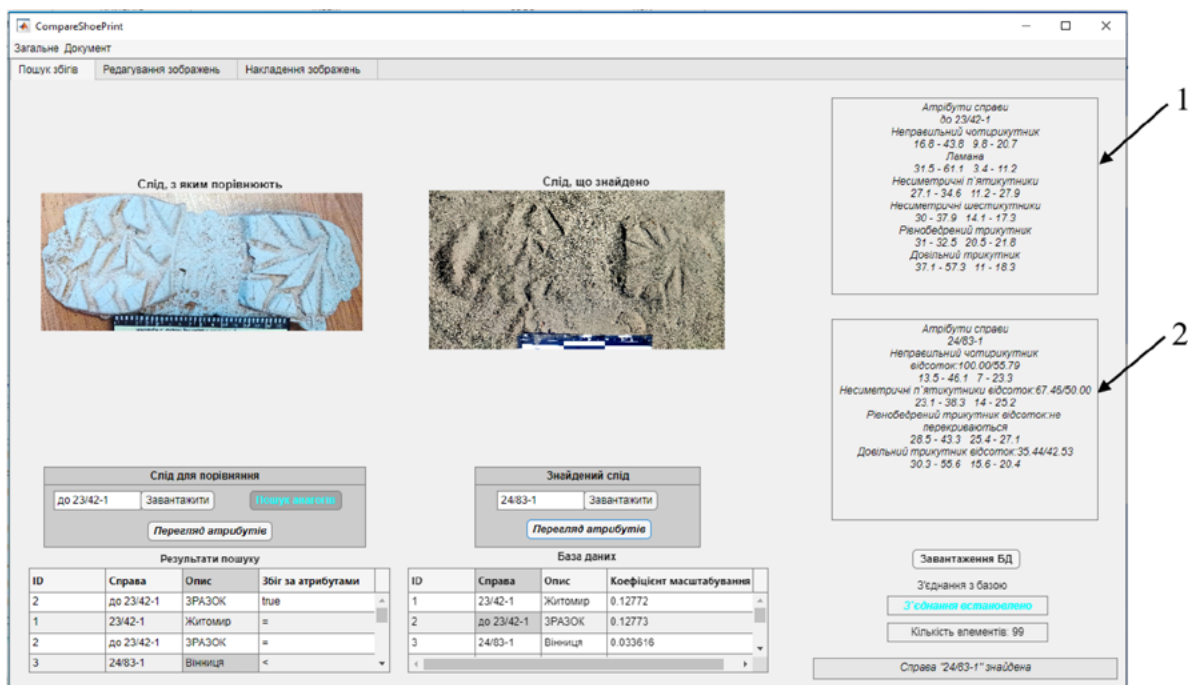 CompareShoePrint
Загальне Документ
Пошук збігів Редагування зображень Накладення зображень
Слід, з яким порівнюють
Слід, що знайдено
Атрібути справи
до 23/42-1
Неправильний чотирикутник
16.8 - 43.8 9.8 - 20.7
Ламана
31.5 - 61.1 3.4 - 11.2
Несиметричні п'ятикутники
27.1 - 34.6 11.2 - 27.9
Несиметричні шестикутники
30 - 37.9 14.1 - 17.3
Рівнобедрений трикутник
31 - 32.5 20.5 - 21.8
Довільний трикутник
37.1 - 57.3 11 - 18.3
1
Атрібути справи
24/83-1
Неправильний чотирикутник
відсоток:100.00/55.79
13.5 - 46.1 7 - 23.3
Несиметричні п'ятикутники відсоток:67.46/50.00
23.1 - 38.3 14 - 25.2
Рівнобедрений трикутник відсоток:не
перекриваються
28.5 - 43.3 25.4 - 27.1
Довільний трикутник відсоток:35.44/42.53
30.3 - 55.6 15.6 - 20.4
2
Слід для порівняння
до 23/42-1 Завантажити Пошук аналогів
Перегляд атрибутів
Знайдений слід
24/83-1 Завантажити
Перегляд атрибутів
Результати пошуку
ID Справа Опис Збіг за атрибутами
2 до 23/42-1 ЗРАЗОК true
1 23/42-1 Житомир =
2 до 23/42-1 ЗРАЗОК =
3 24/83-1 Вінниця <
База даних
ID Справа Опис Коефіцієнт масштабування
1 23/42-1 Житомир 0.12772
2 до 23/42-1 ЗРАЗОК 0.12773
3 24/83-1 Вінниця 0.033616
Завантаження БД
З'єднання з базою
З'єднання встановлено
Кількість елементів: 99
Справа "24/83-1" знайдена